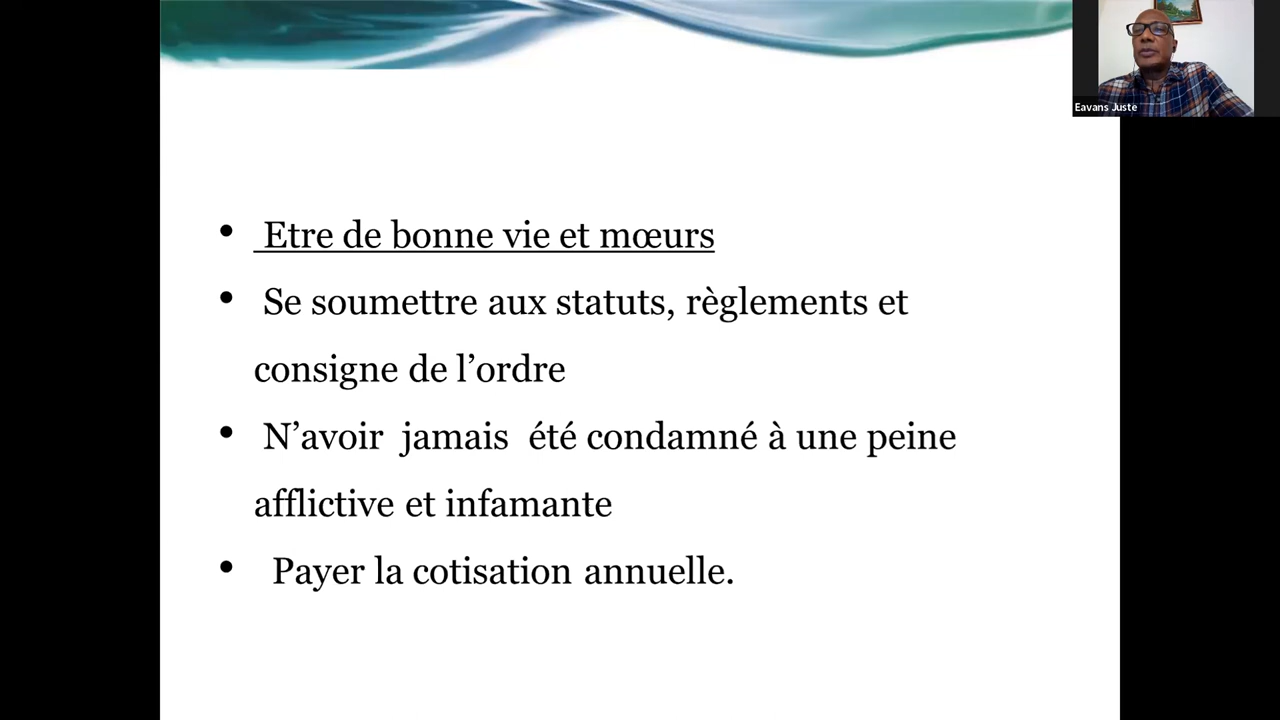 Eavans Juste
• Etre de bonne vie et mœurs
• Se soumettre aux statuts, règlements et
consigne de l’ordre
• N’avoir jamais été condamné à une peine
afflictive et infamante
• Payer la cotisation annuelle.